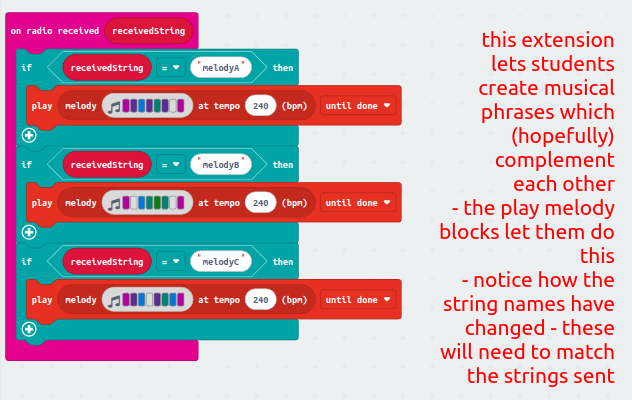 on radio received receivedString
if receivedString = "melodyA" then
play melody at tempo 240 (bpm) until done
if receivedString = "melodyB" then
play melody at tempo 240 (bpm) until done
if receivedString = "melodyC" then
play melody at tempo 240 (bpm) until done
this extension
lets students
create musical
phrases which
(hopefully)
complement
each other
- the play melody
blocks let them do
this
- notice how the
string names have
changed - these
will need to match
the strings sent